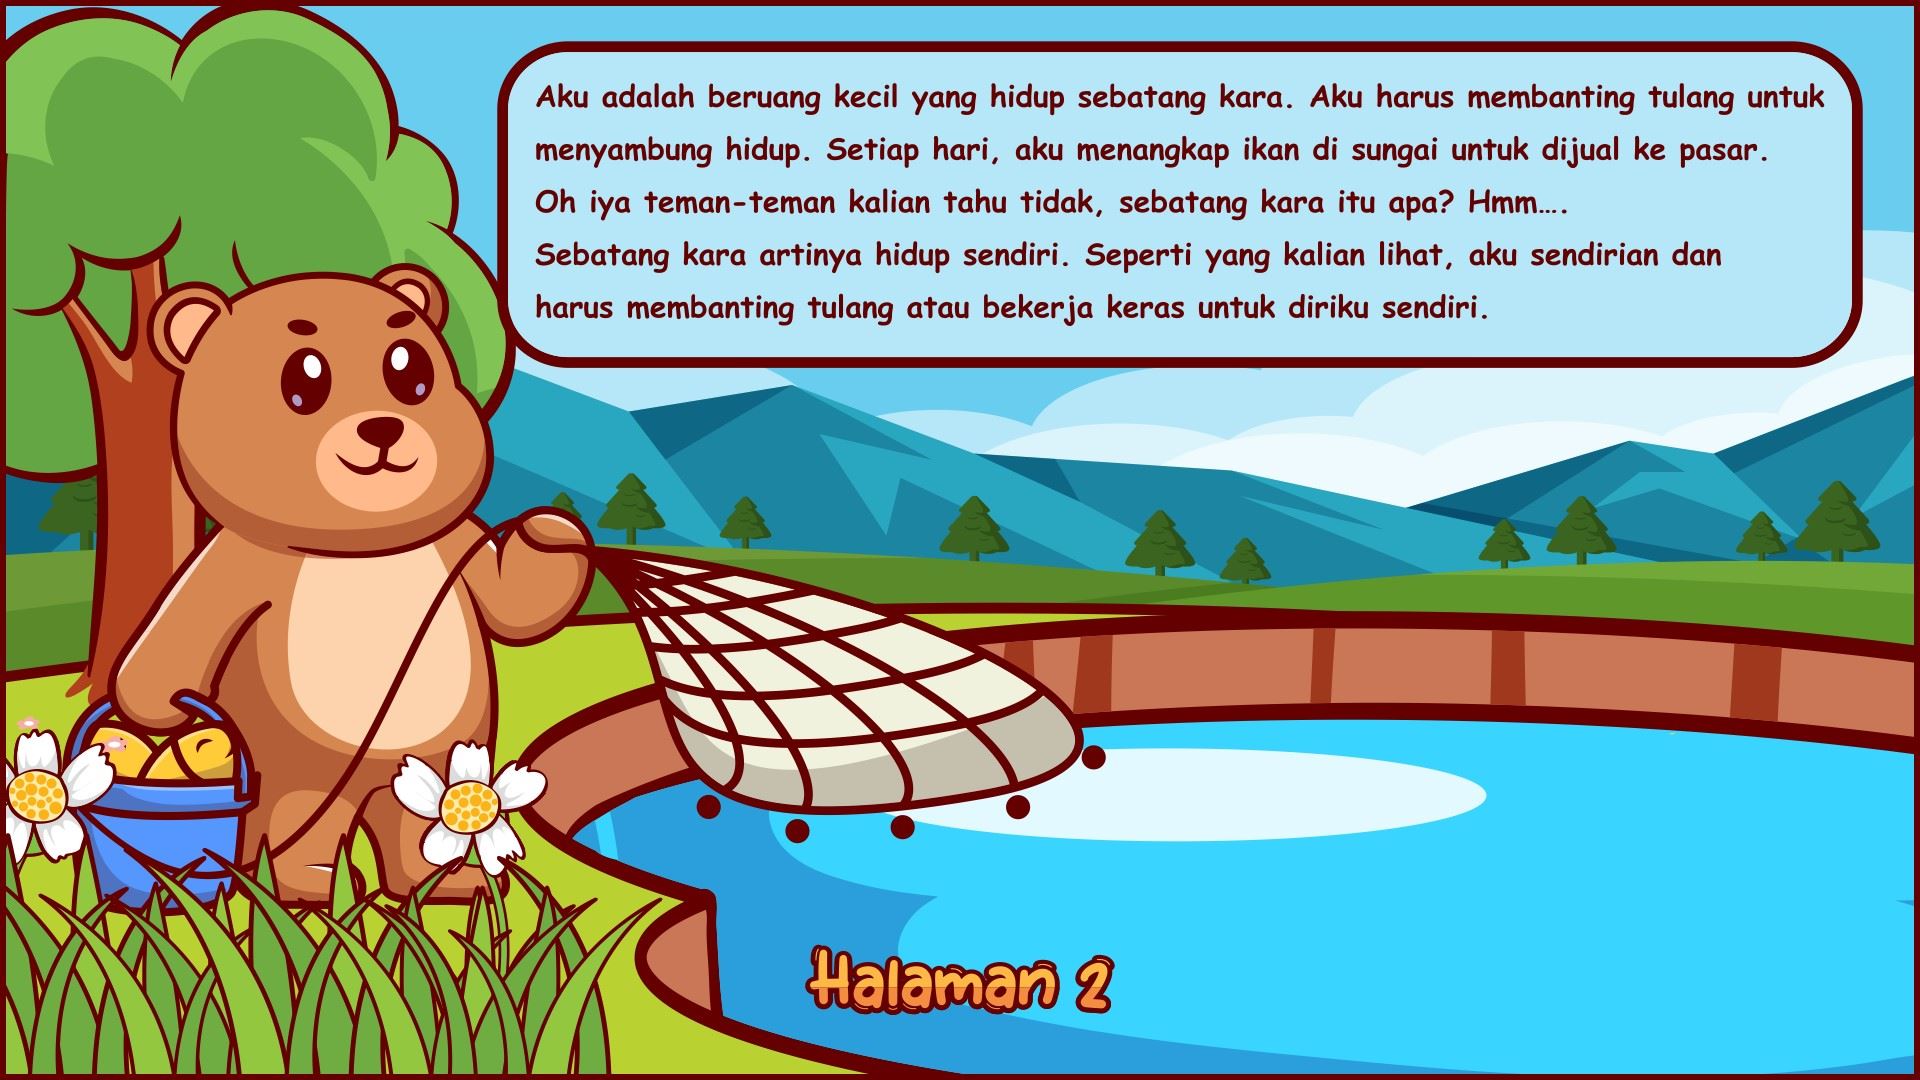 Aku adalah beruang kecil yang hidup sebatang kara. Aku harus membanting tulang untuk
menyambung hidup. Setiap hari, aku menangkap ikan di sungai untuk dijual ke pasar.
Oh iya teman-teman kalian tahu tidak, sebatang kara itu apa? Hmm....
Sebatang kara artinya hidup sendiri. Seperti yang kalian lihat, aku sendirian dan
harus membanting tulang atau bekerja keras untuk diriku sendiri.
Halaman 2